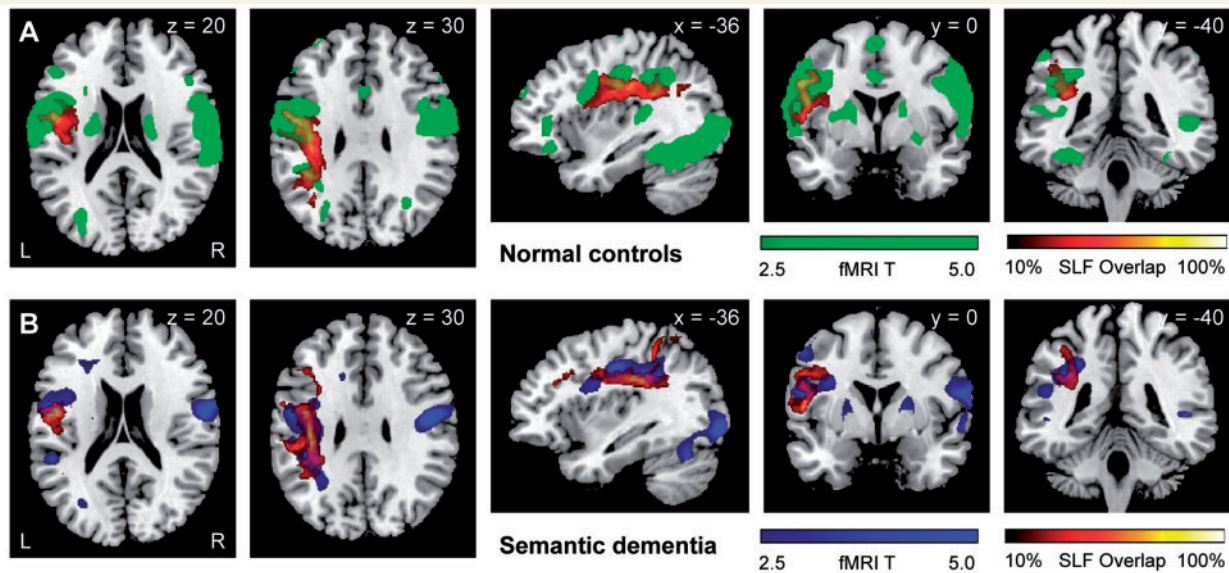 A
z = 20
z = 30
x = -36
y = 0
y = -40
L
R
Normal controls
2.5 fMRI T 5.0
10% SLF Overlap 100%
B
z = 20
z = 30
x = -36
y = 0
y = -40
L
R
Semantic dementia
2.5 fMRI T 5.0
10% SLF Overlap 100%